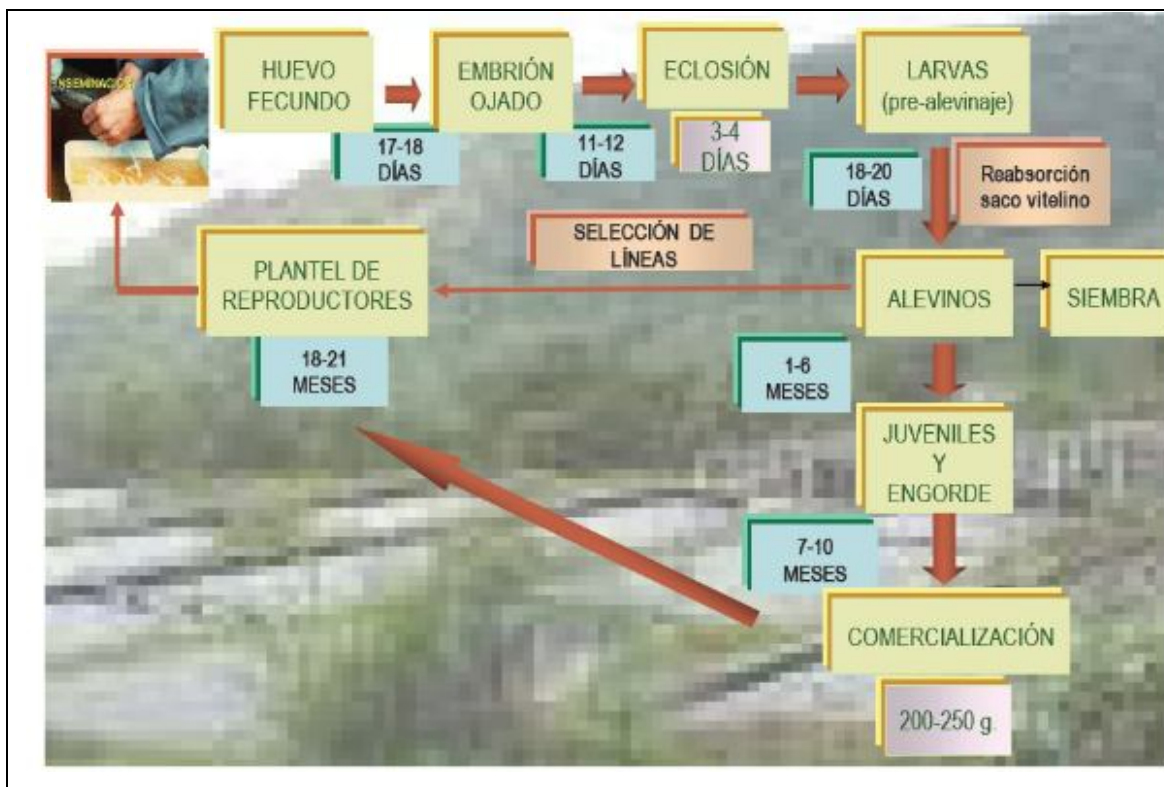 INSEMINACIÓN
HUEVO
FECUNDO
17-18
DÍAS
EMBRIÓN
OJADO
11-12
DÍAS
ECLOSIÓN
3-4
DÍAS
LARVAS
(pre-alevinaje)
18-20
DÍAS
Reabsorción
saco vitelino
SELECCIÓN DE
LÍNEAS
PLANTEL DE
REPRODUCTORES
18-21
MESES
ALEVINOS
SIEMBRA
1-6
MESES
JUVENILES
Y
ENGORDE
7-10
MESES
COMERCIALIZACIÓN
200-250 g.